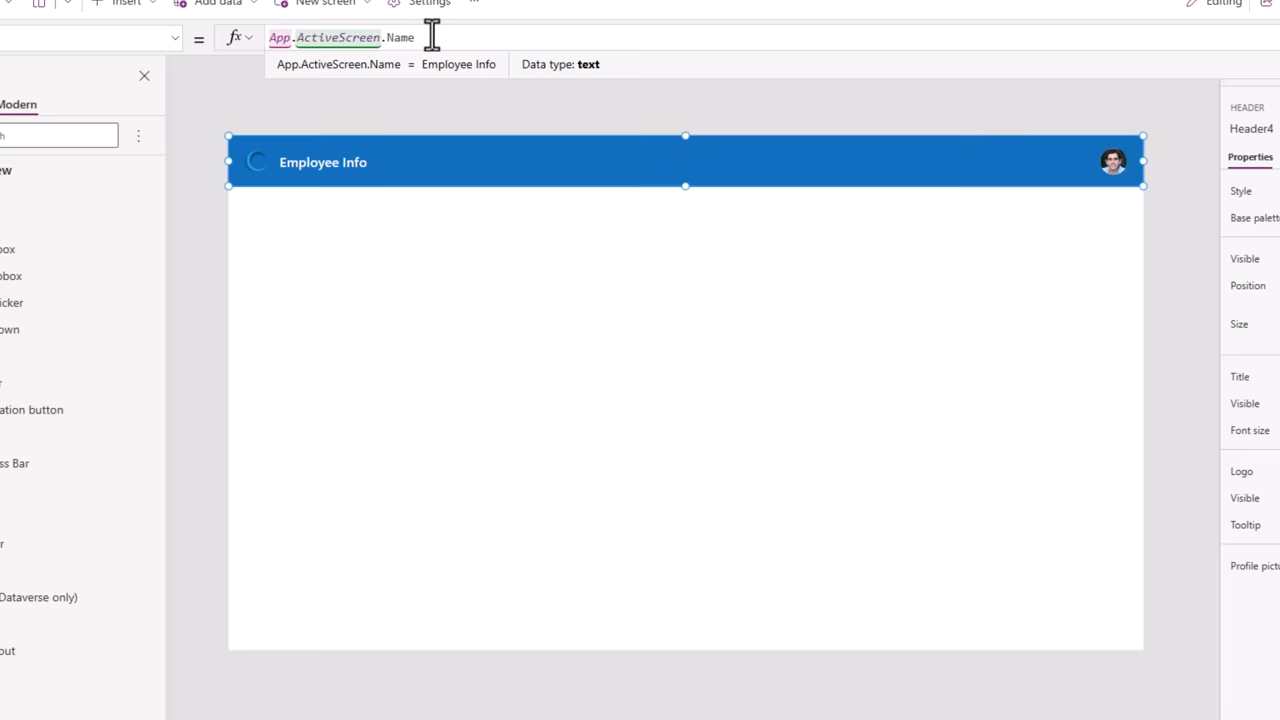 Insert
Add data
New screen
Settings
...
Editing
=
fx
App.ActiveScreen.Name
App.ActiveScreen.Name = Employee Info
Data type: text
Modern
h
ew
box
obox
icker
own
r
ation button
ss Bar
r
Dataverse only)
out
Employee Info
HEADER
Header4
Properties
Style
Base palett
Visible
Position
Size
Title
Visible
Font size
Logo
Visible
Tooltip
Profile pictu